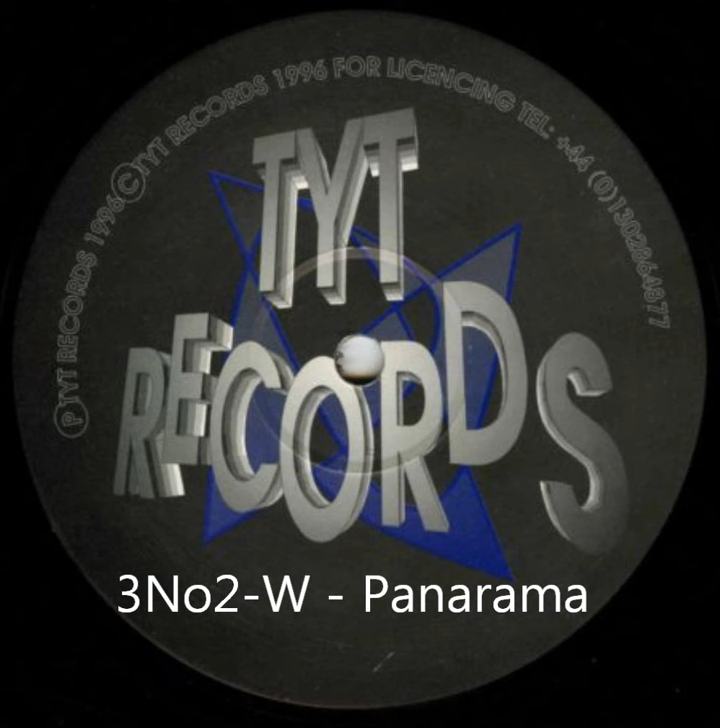 Ⓟ TYT RECORDS 1996 © TYT RECORDS 1996 FOR LICENCING TEL: +44 (0)1302864877
TYT
RECORDS
3No2-W - Panarama